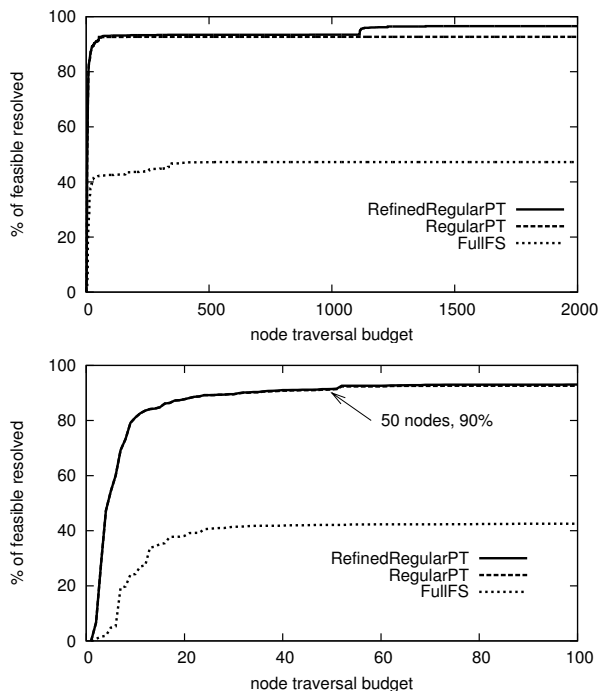 100
80
60
40
20
0
% of feasible resolved
RefinedRegularPT
RegularPT
FullFS
0 500 1000 1500 2000
node traversal budget
100
80
60
40
20
0
% of feasible resolved
50 nodes, 90%
RefinedRegularPT
RegularPT
FullFS
0 20 40 60 80 100
node traversal budget